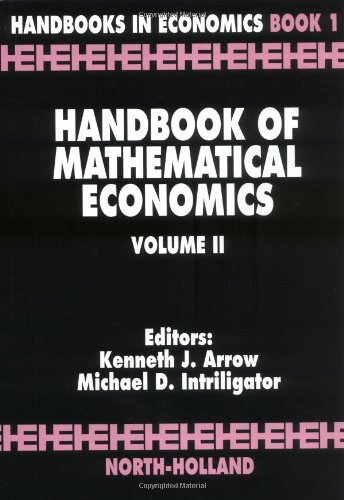 HANDBOOKS IN ECONOMICS BOOK 1
HANDBOOK OF
MATHEMATICAL
ECONOMICS
VOLUME II
Editors:
Kenneth J. Arrow
Michael D. Intriligator
NORTH-HOLLAND